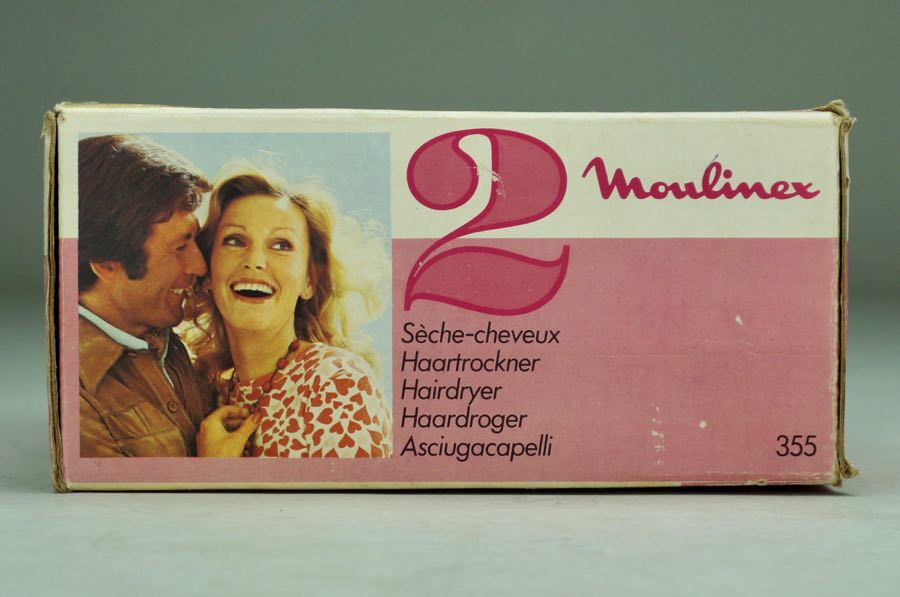 2
Moulinex
Sèche-cheveux
Haartrockner
Hairdryer
Haardroger
Asciugacapelli
355